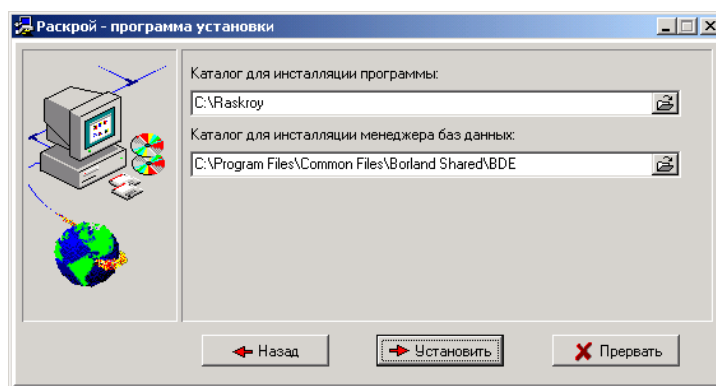 Раскрой - программа установки
Каталог для инсталляции программы:
C:\Raskroy
Каталог для инсталляции менеджера баз данных:
C:\Program Files\Common Files\Borland Shared\BDE
Назад
Установить
Прервать